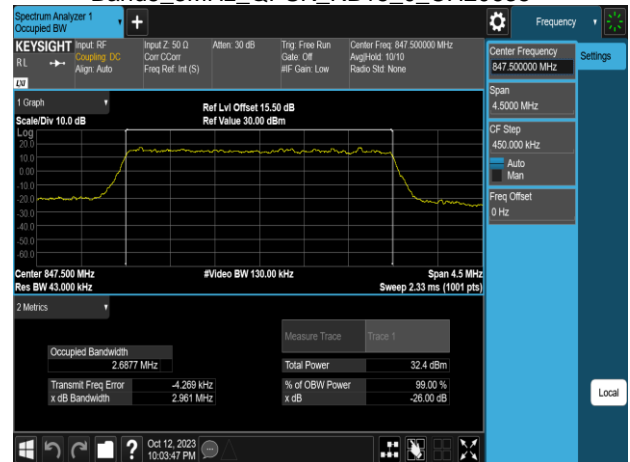 Spectrum Analyzer 1
Occupied BW
Frequency
KEYSIGHT
R L
LXI
Input: RF
Coupling: DC
Align: Auto
Input Z: 50 Ω
Corr CCorr
Freq Ref: Int (S)
Atten: 30 dB
Trig: Free Run
Gate: Off
#IF Gain: Low
Center Freq: 847.500000 MHz
Avg|Hold: 10/10
Radio Std: None
Center Frequency
847.500000 MHz
Settings
Span
4.5000 MHz
CF Step
450.000 kHz
Auto
Man
Freq Offset
0 Hz
Local
1 Graph
Scale/Div 10.0 dB
Ref Lvl Offset 15.50 dB
Ref Value 30.00 dBm
Log
20.0
10.0
0.00
-10.0
-20.0
-30.0
-40.0
-50.0
-60.0
Center 847.500 MHz
Res BW 43.000 kHz
#Video BW 130.00 kHz
Span 4.5 MHz
Sweep 2.33 ms (1001 pts)
2 Metrics
Measure Trace
Trace 1
Occupied Bandwidth
2.6877 MHz
Total Power
32.4 dBm
Transmit Freq Error
-4.269 kHz
% of OBW Power
99.00 %
x dB Bandwidth
2.961 MHz
x dB
-26.00 dB
?
Oct 12, 2023
10:03:47 PM